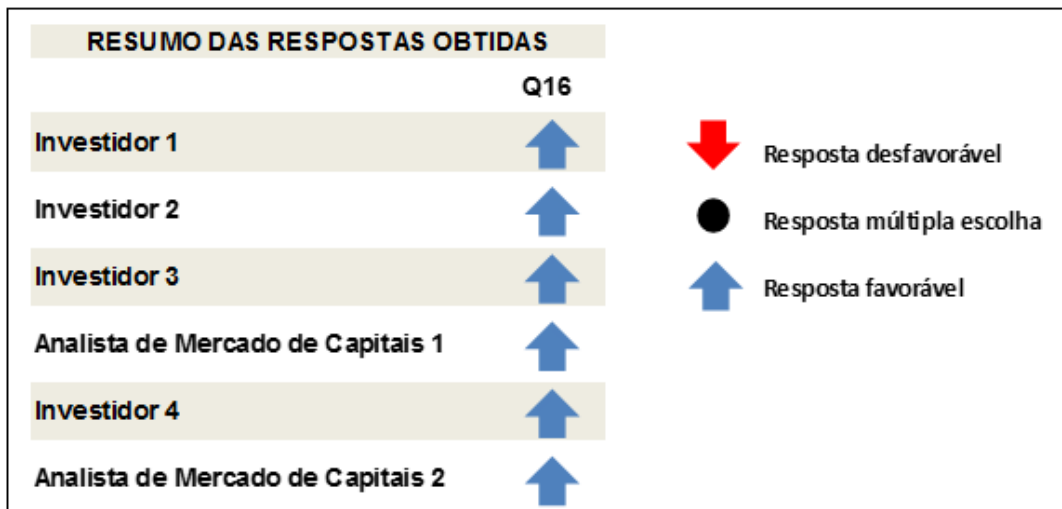 RESUMO DAS RESPOSTAS OBTIDAS
Q16
Investidor 1
Investidor 2
Investidor 3
Analista de Mercado de Capitais 1
Investidor 4
Analista de Mercado de Capitais 2
Resposta desfavorável
Resposta múltipla escolha
Resposta favorável